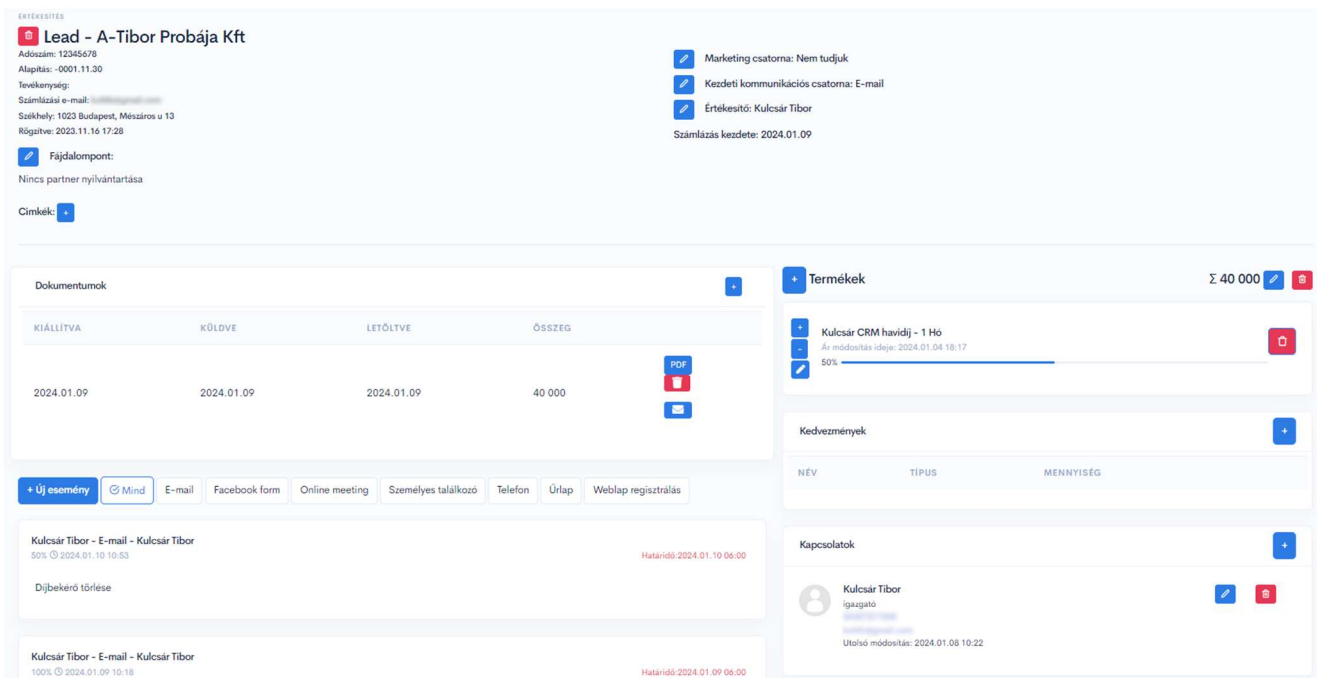 ÉRTÉKESÍTÉS
Lead - A-Tibor Probája Kft
Adószám: 12345678
Alapítás: -0001.11.30
Tevékenység:
Számlázási e-mail:
Székhely: 1023 Budapest, Mészáros u 13
Rögzítve: 2023.11.16 17:28
Fájdalompont:
Nincs partner nyilvántartása
Cimkék: +
Marketing csatorna: Nem tudjuk
Kezdeti kommunikációs csatorna: E-mail
Értékesítő: Kulcsár Tibor
Számlázás kezdete: 2024.01.09
Dokumentumok +
KIÁLLÍTVA KÜLDVE LETÖLTVE ÖSSZEG
PDF
2024.01.09 2024.01.09 2024.01.09 40 000
+ Új esemény Mind E-mail Facebook form Online meeting Személyes találkozó Telefon Űrlap Weblap regisztrálás
Kulcsár Tibor - E-mail - Kulcsár Tibor
50% 2024.01.10 10:53 Határidő:2024.01.10 06:00
Díjbekérő törlése
Kulcsár Tibor - E-mail - Kulcsár Tibor
100% 2024.01.09 10:18 Határidő:2024.01.09 06:00
+ Termékek Σ 40 000
+
Kulcsár CRM havidíj - 1 Hó
-
Ár módosítás ideje: 2024.01.04 18:17
50%
Kedvezmények +
NÉV TÍPUS MENNYISÉG
Kapcsolatok +
Kulcsár Tibor
igazgató
Utolsó módosítás: 2024.01.08 10:22